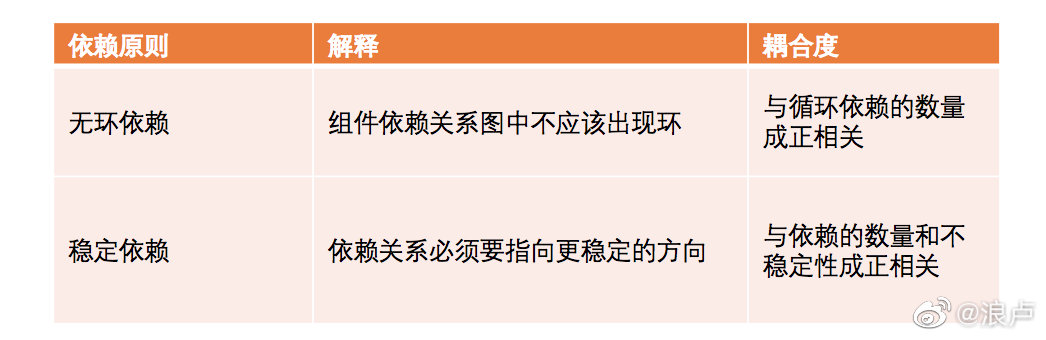 依赖原则
解释
耦合度
无环依赖
组件依赖关系图中不应该出现环
与循环依赖的数量
成正相关
稳定依赖
依赖关系必须要指向更稳定的方向
与依赖的数量和不
稳定性成正相关
@浪卢